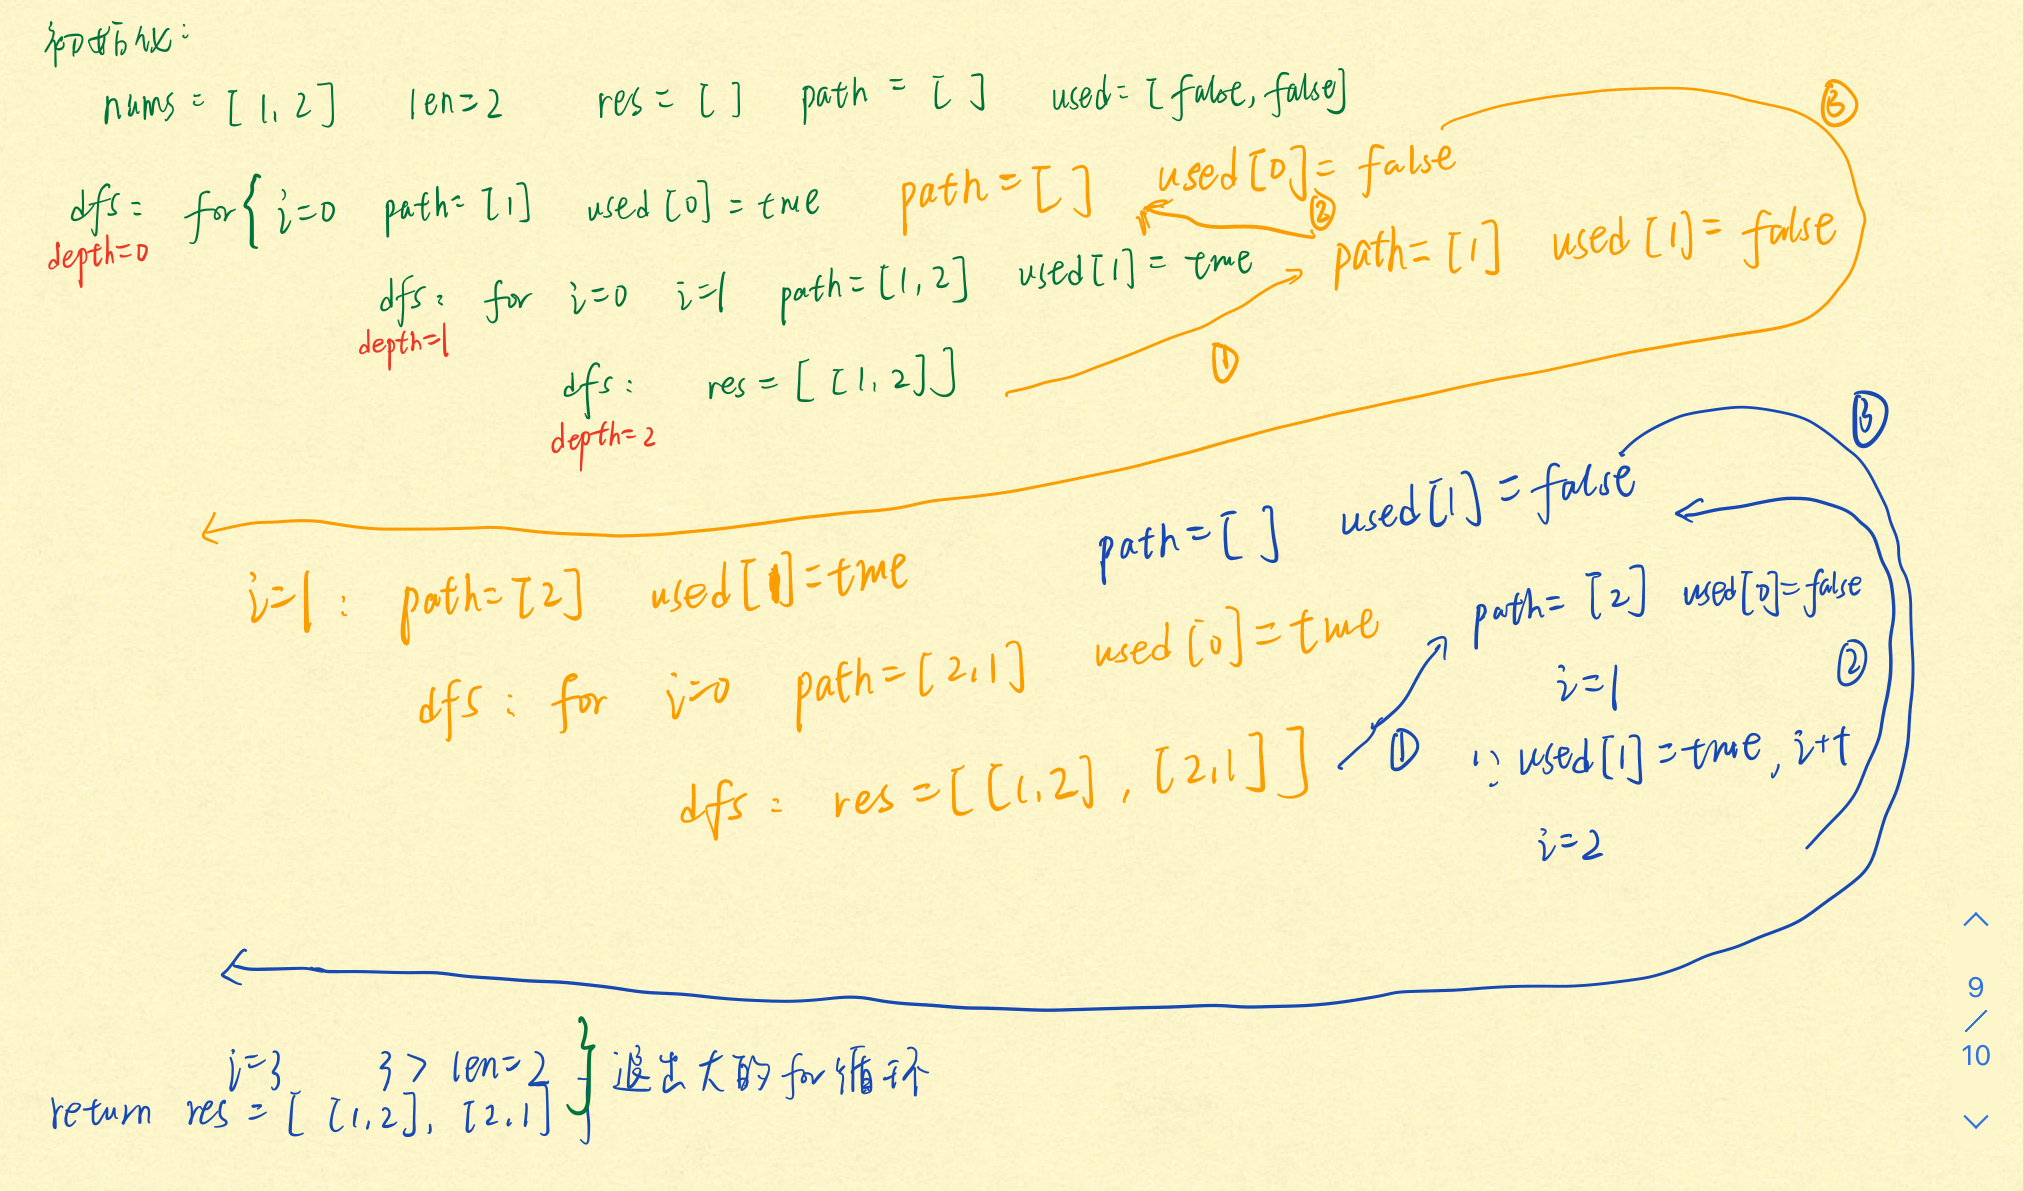 初始化:
nums = [1, 2] len=2 res = [ ] path = [ ] used = [false, false]
dfs: for { i=0 path=[1] used[0] = true path=[ ] used[0] = false ③
depth=0
②
dfs: for i=0 i=1 path=[1,2] used[1] = true path=[1] used[1] = false
depth=1
①
dfs: res = [[1,2]]
depth=2
③
path=[ ] used[1] = false
i=1: path=[2] used[1]=true
path=[2] used[0]=false
dfs: for i=0 path=[2,1] used[0]=true
i=1 ②
dfs: res = [[1,2], [2,1]] ①
∵ used[1]=true, i++
i=2
i=3 3 > len=2 } 退出大的for循环
return res = [[1,2], [2,1]]
9
/
10